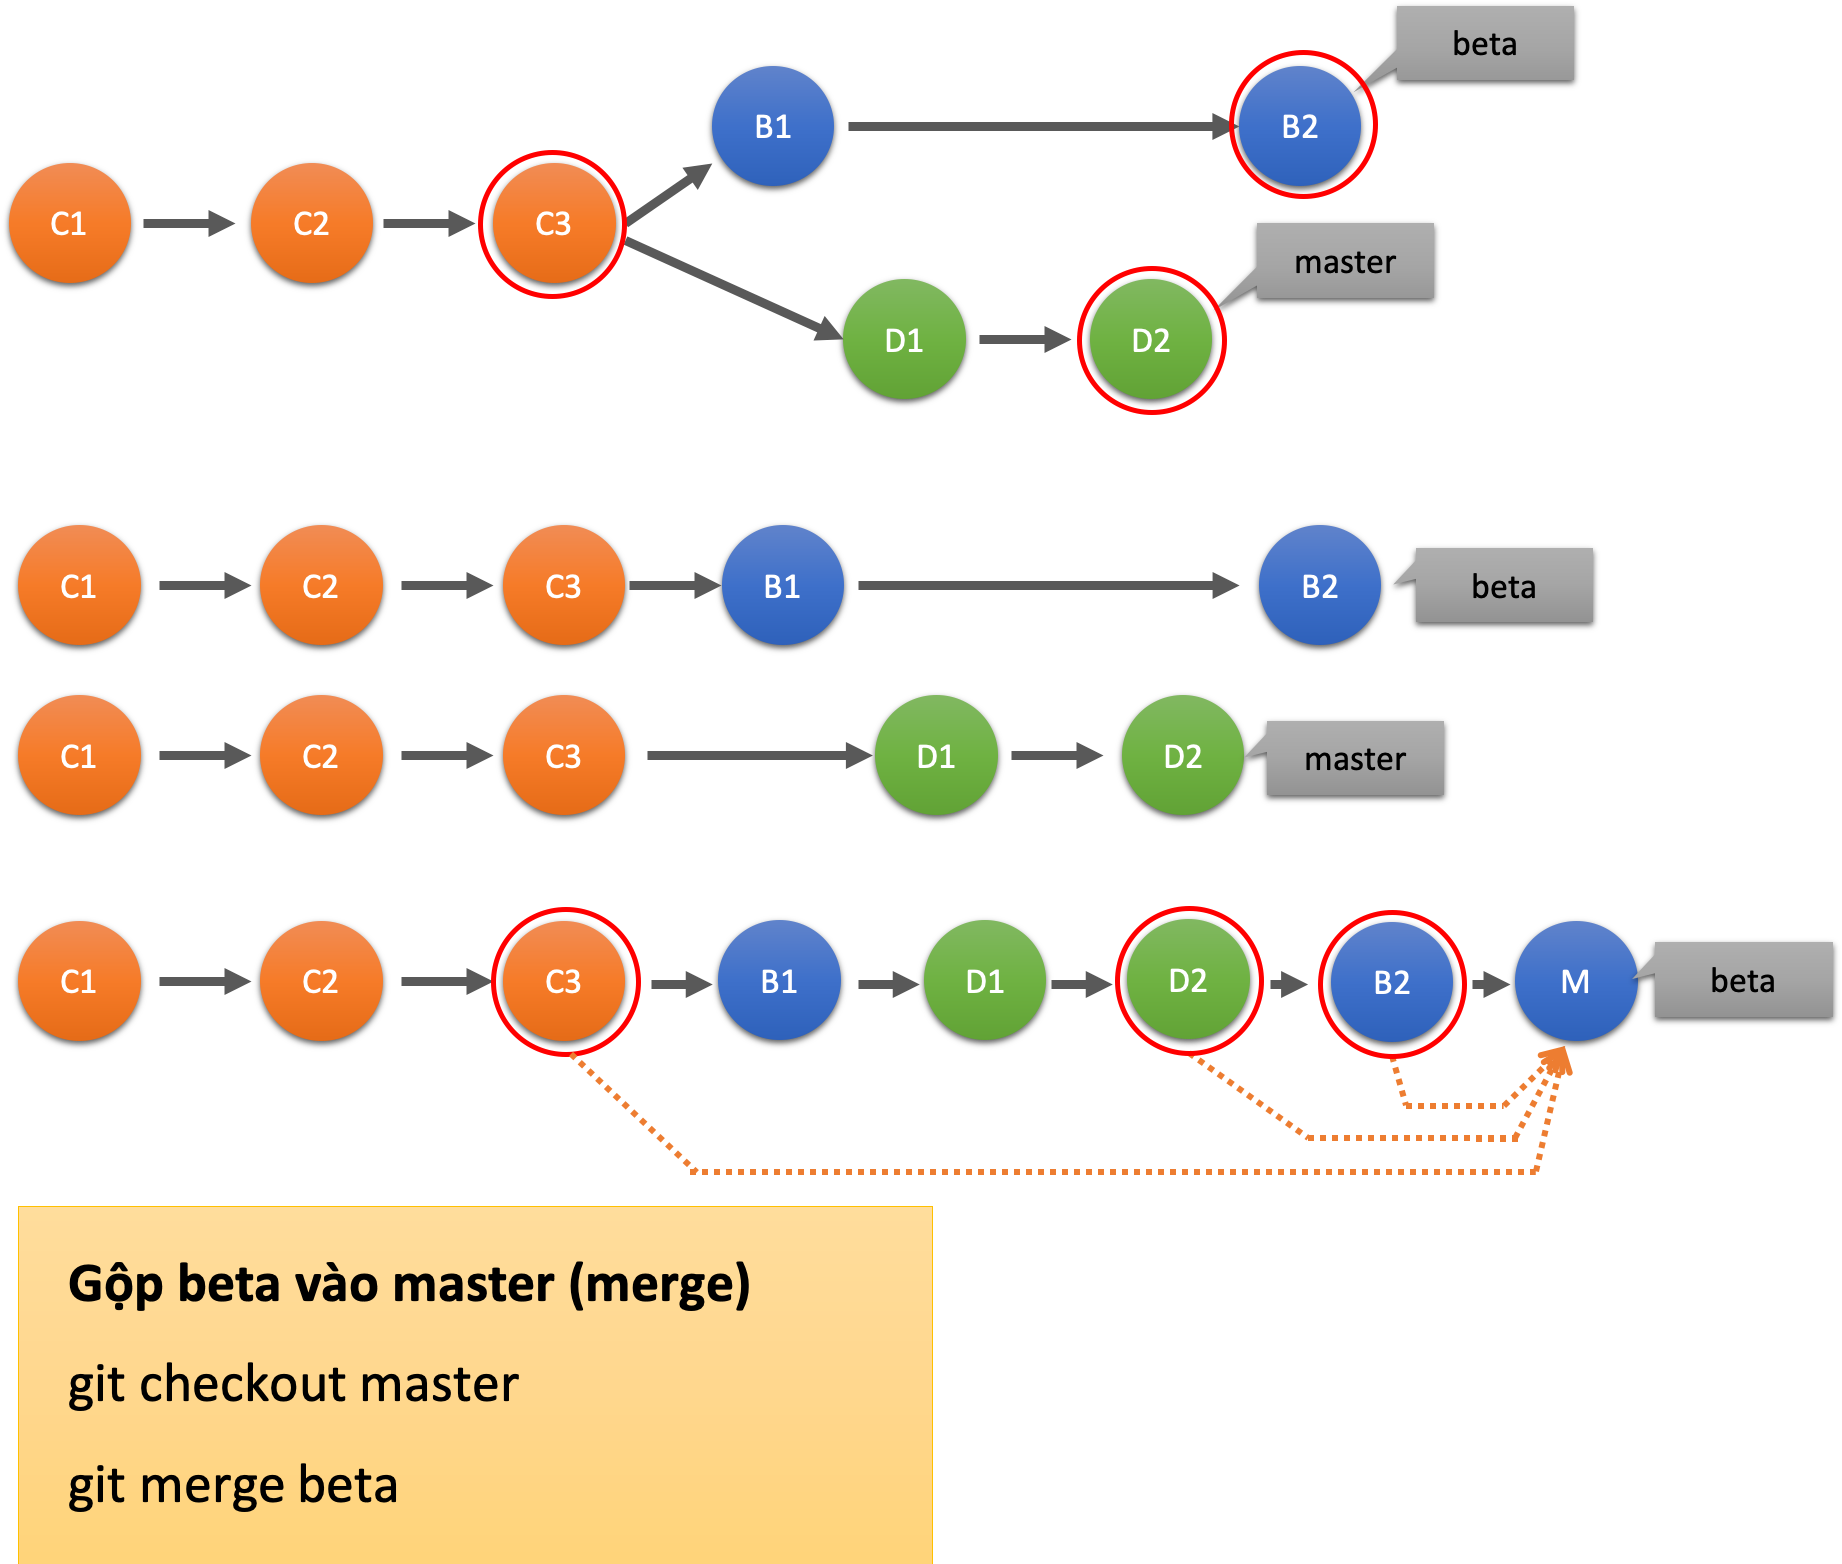 beta
B1
B2
C1
C2
C3
master
D1
D2
C1
C2
C3
B1
B2
beta
C1
C2
C3
D1
D2
master
C1
C2
C3
B1
D1
D2
B2
M
beta
Gộp beta vào master (merge)
git checkout master
git merge beta